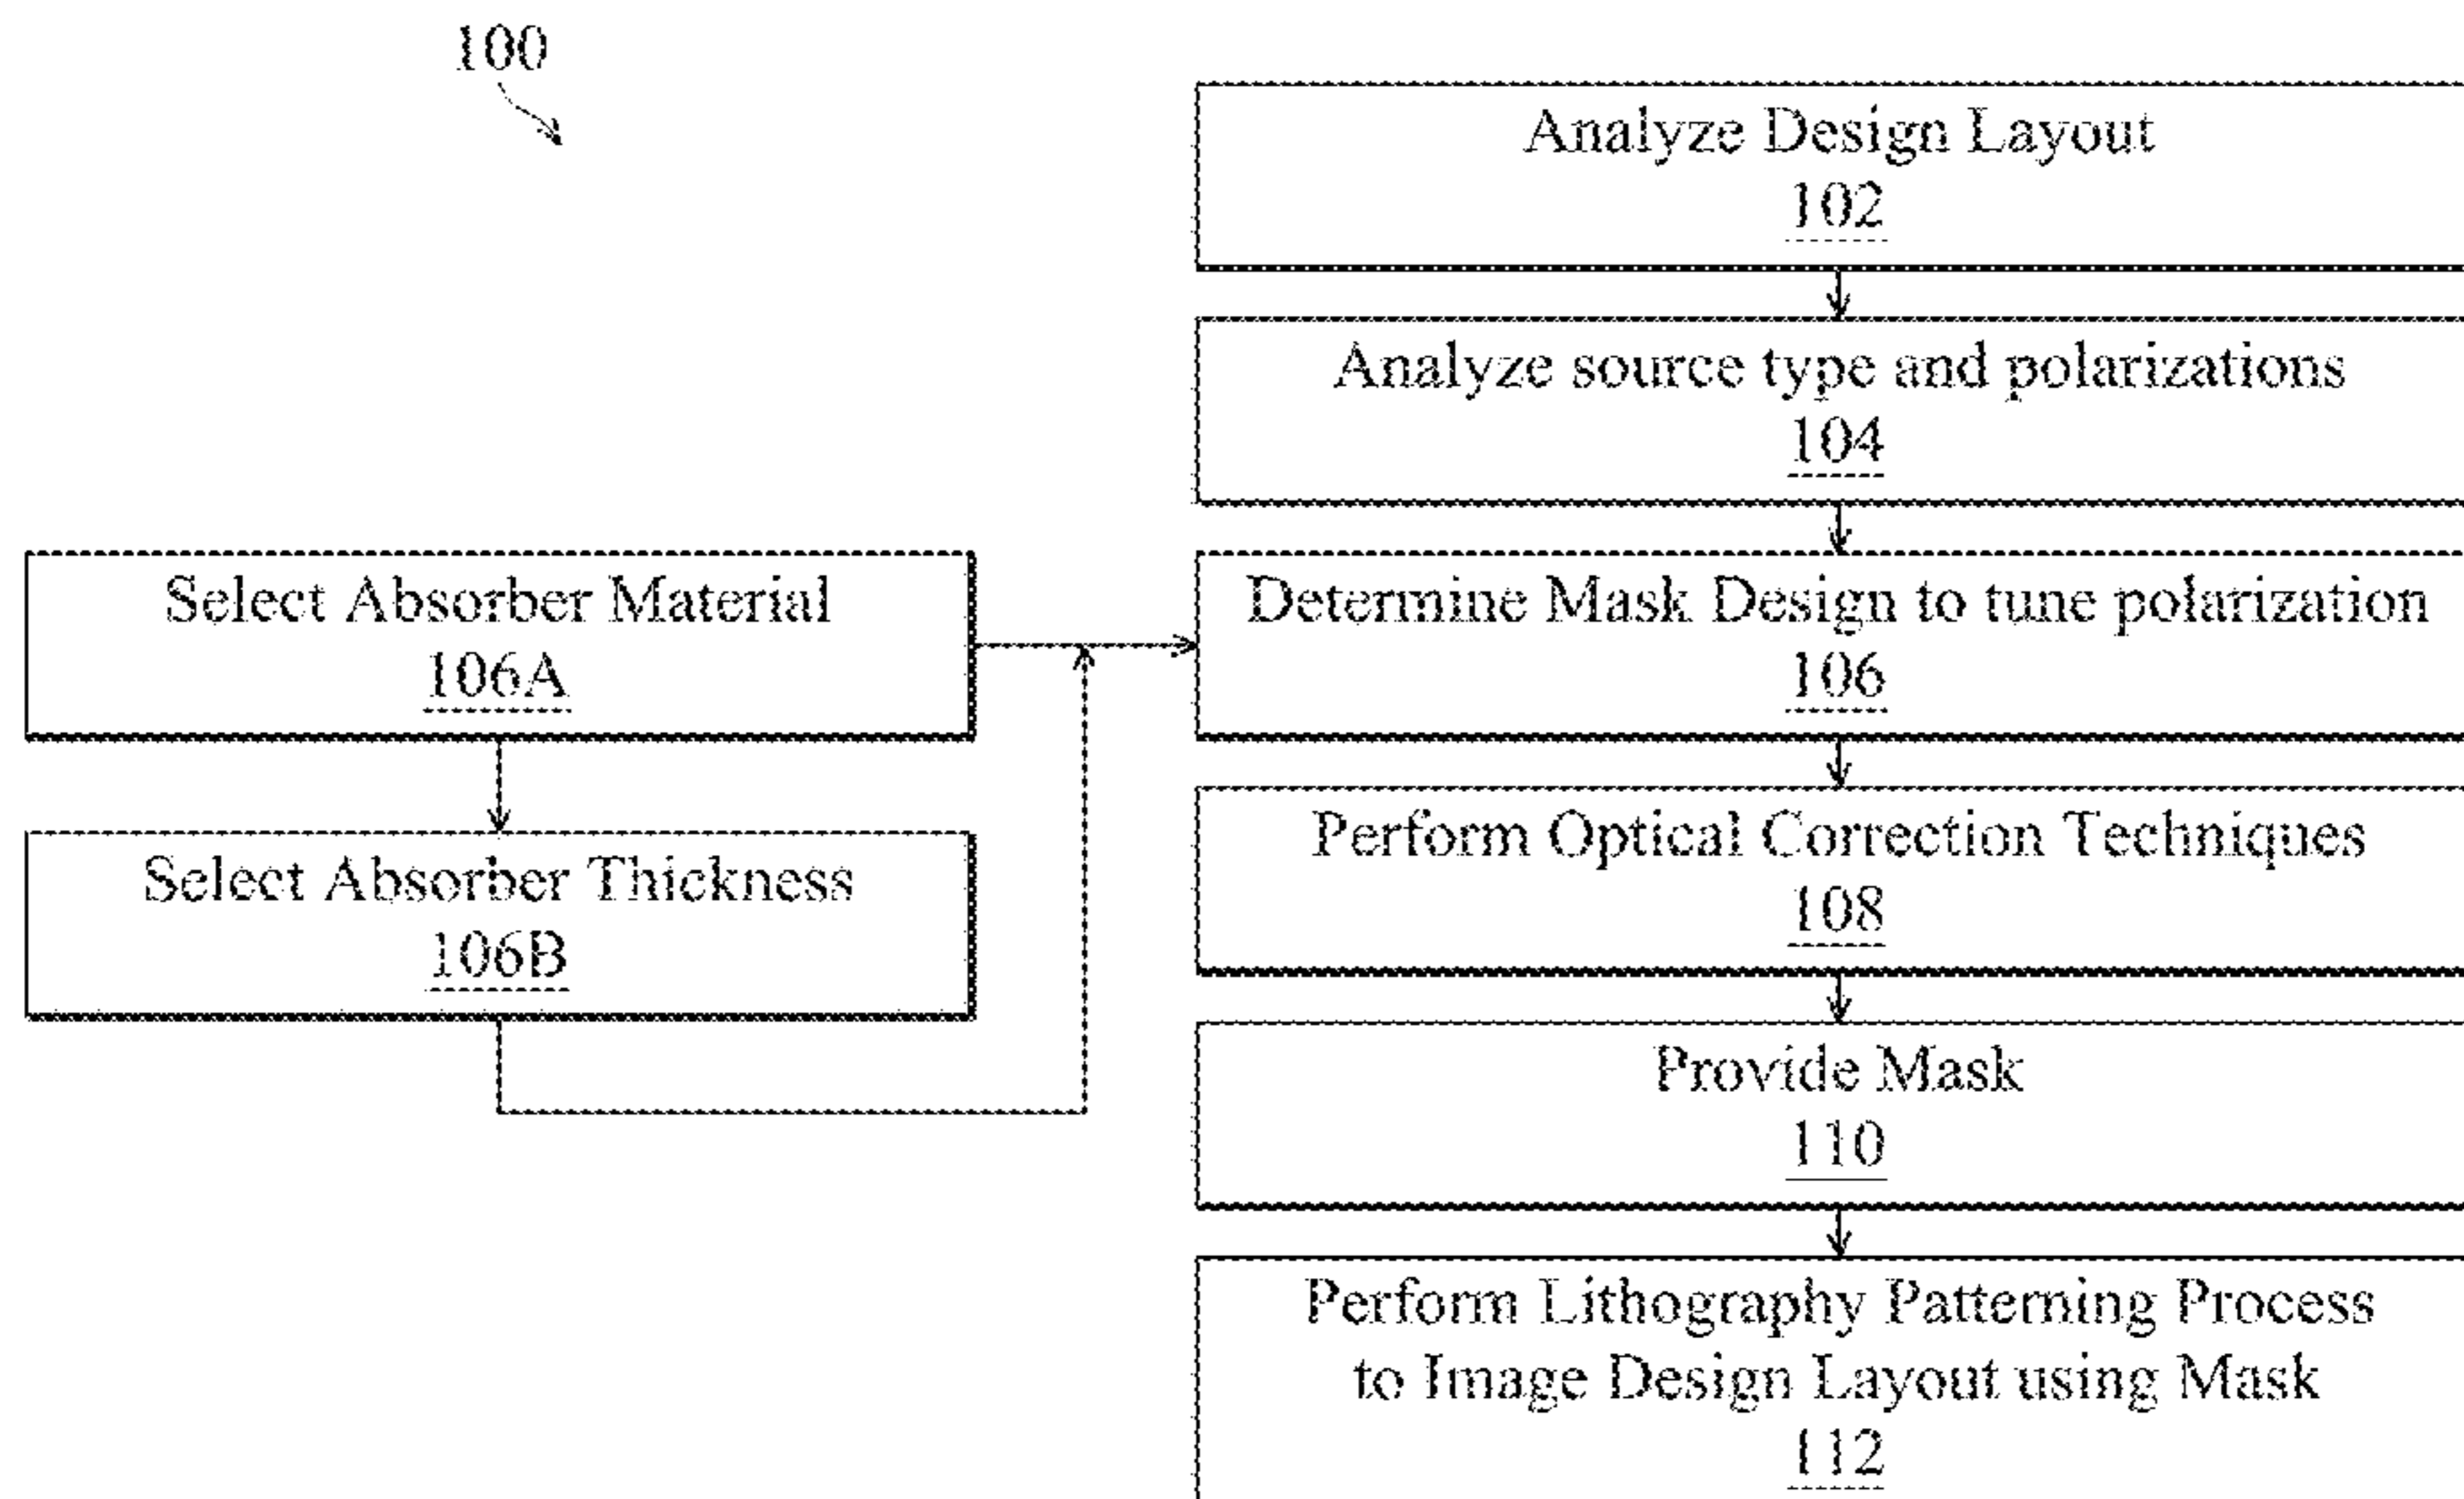 100
Analyze Design Layout
102
Analyze source type and polarizations
104
Select Absorber Material
106A
Determine Mask Design to tune polarization
106
Select Absorber Thickness
106B
Perform Optical Correction Techniques
108
Provide Mask
110
Perform Lithography Patterning Process
to Image Design Layout using Mask
112